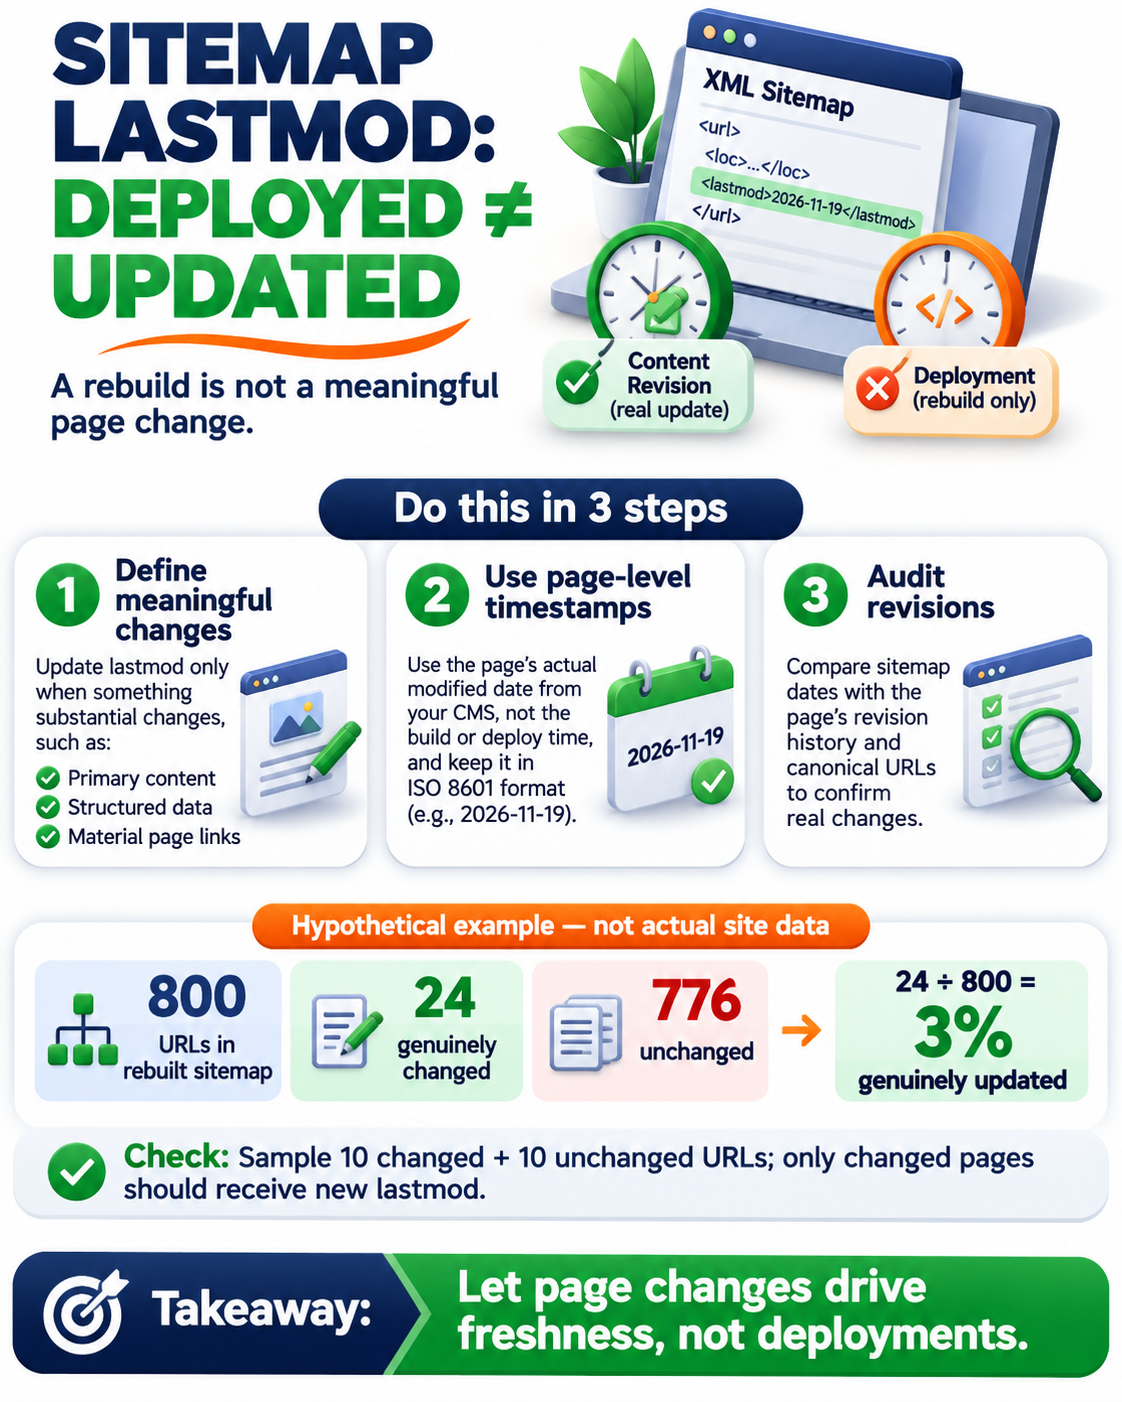 SITEMAP
LASTMOD:
DEPLOYED ≠
UPDATED
A rebuild is not a meaningful
page change.
XML Sitemap
<url>
<loc>...</loc>
<lastmod>2026-11-19</lastmod>
</url>
</>
Content
Revision
(real update)
Deployment
(rebuild only)
Do this in 3 steps
1
Define
meaningful
changes
Update lastmod only
when something
substantial changes,
such as:
Primary content
Structured data
Material page links
2
Use page-level
timestamps
Use the page's actual
modified date from
your CMS, not the
build or deploy time,
and keep it in
ISO 8601 format
(e.g., 2026-11-19).
2026-11-19
3
Audit
revisions
Compare sitemap
dates with the
page's revision
history and
canonical URLs
to confirm
real changes.
Hypothetical example — not actual site data
800
URLs in
rebuilt sitemap
24
genuinely
changed
776
unchanged
24 ÷ 800 =
3%
genuinely updated
Check: Sample 10 changed + 10 unchanged URLs; only changed pages
should receive new lastmod.
Takeaway:
Let page changes drive
freshness, not deployments.